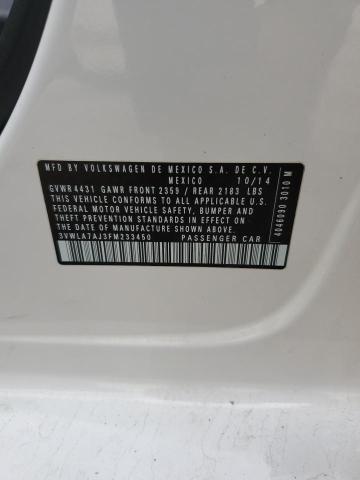 MFD BY VOLKSWAGEN DE MEXICO S.A. DE C.V.
MEXICO 10/14
GVWR 4431 GAWR FRONT 2359 / REAR 2183 LBS
THIS VEHICLE CONFORMS TO ALL APPLICABLE U.S.
FEDERAL MOTOR VEHICLE SAFETY, BUMPER AND
THEFT PREVENTION STANDARDS IN EFFECT ON
THE DATE OF MANUFACTURE SHOWN ABOVE
3VWLA7AJ3FM233450 PASSENGER CAR
4046090 3010 M